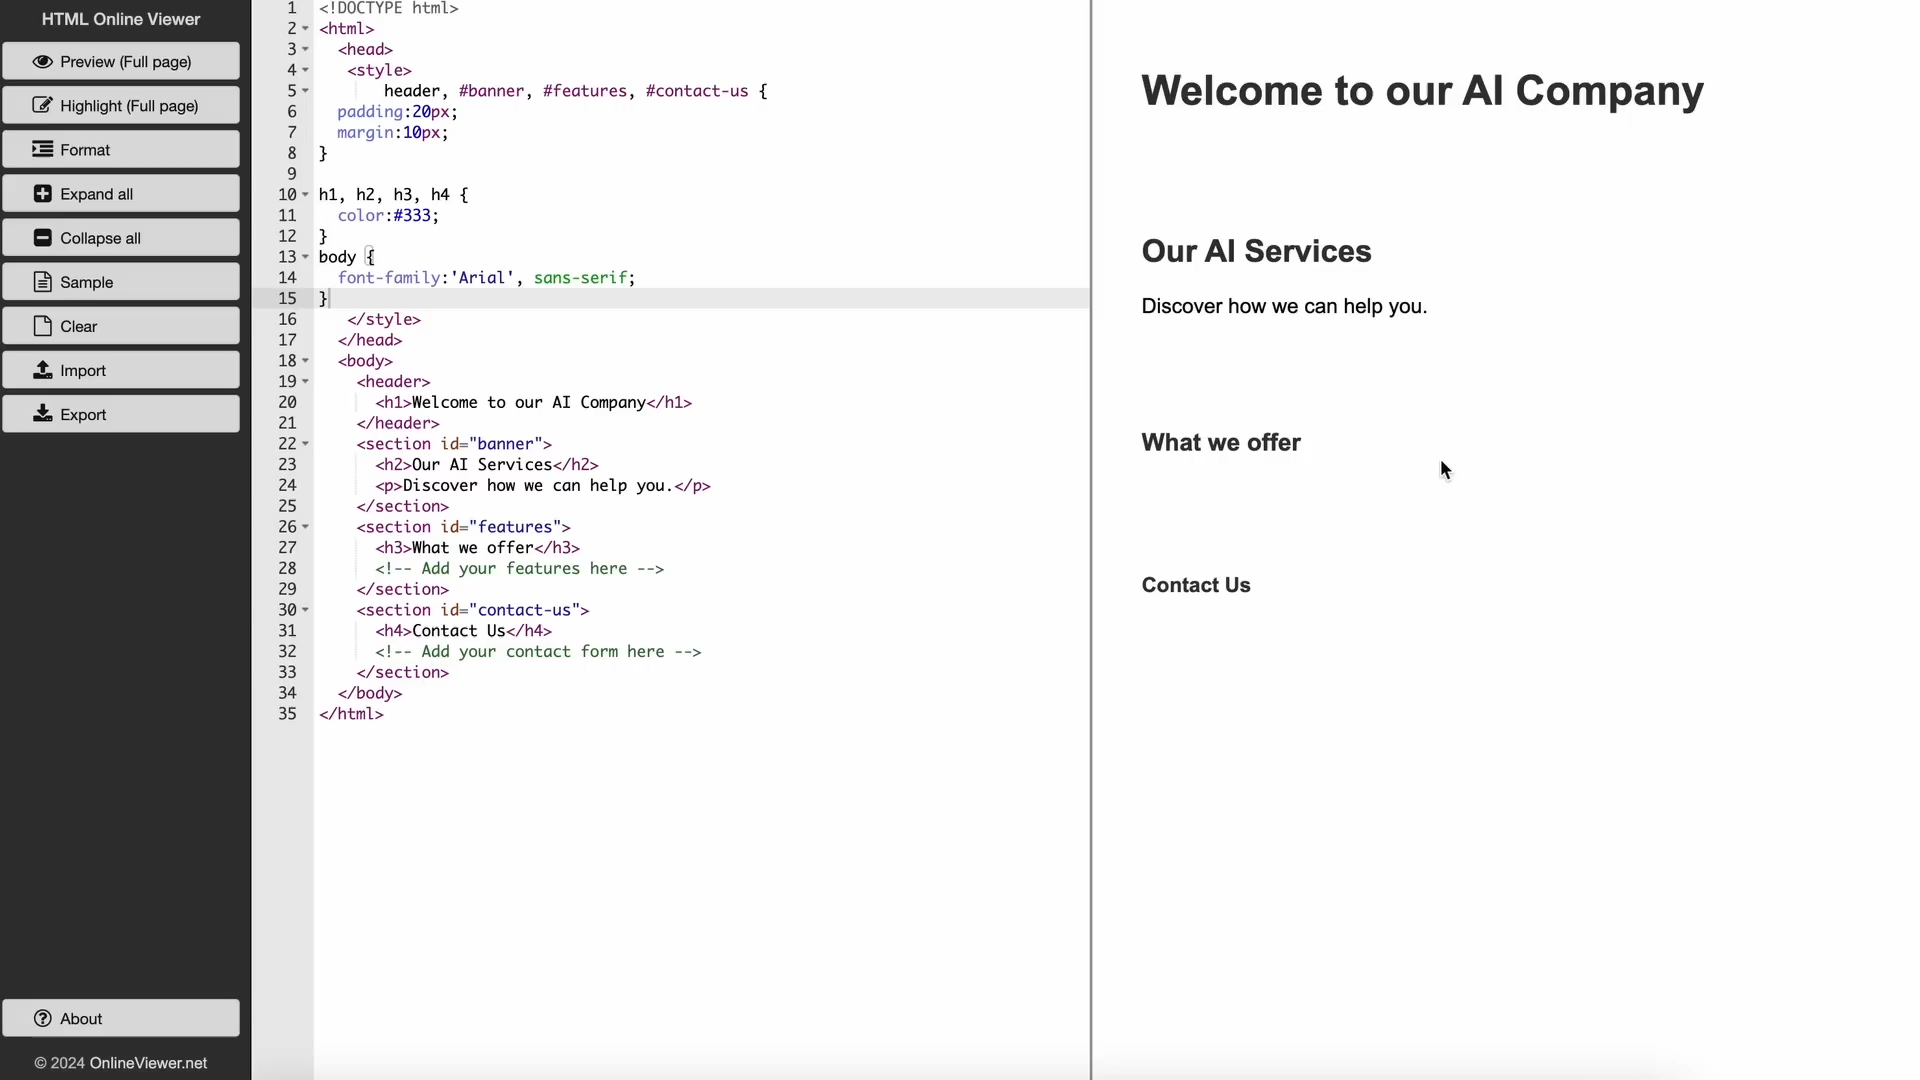 HTML Online Viewer
Preview (Full page)
Highlight (Full page)
Format
Expand all
Collapse all
Sample
Clear
Import
Export
About
© 2024 OnlineViewer.net
1 <!DOCTYPE html>
2 <html>
3 <head>
4 <style>
5 header, #banner, #features, #contact-us {
6 padding:20px;
7 margin:10px;
8 }
9
10 h1, h2, h3, h4 {
11 color:#333;
12 }
13 body {
14 font-family:'Arial', sans-serif;
15 }
16 </style>
17 </head>
18 <body>
19 <header>
20 <h1>Welcome to our AI Company</h1>
21 </header>
22 <section id="banner">
23 <h2>Our AI Services</h2>
24 <p>Discover how we can help you.</p>
25 </section>
26 <section id="features">
27 <h3>What we offer</h3>
28 <!-- Add your features here -->
29 </section>
30 <section id="contact-us">
31 <h4>Contact Us</h4>
32 <!-- Add your contact form here -->
33 </section>
34 </body>
35 </html>
Welcome to our AI Company
Our AI Services
Discover how we can help you.
What we offer
Contact Us